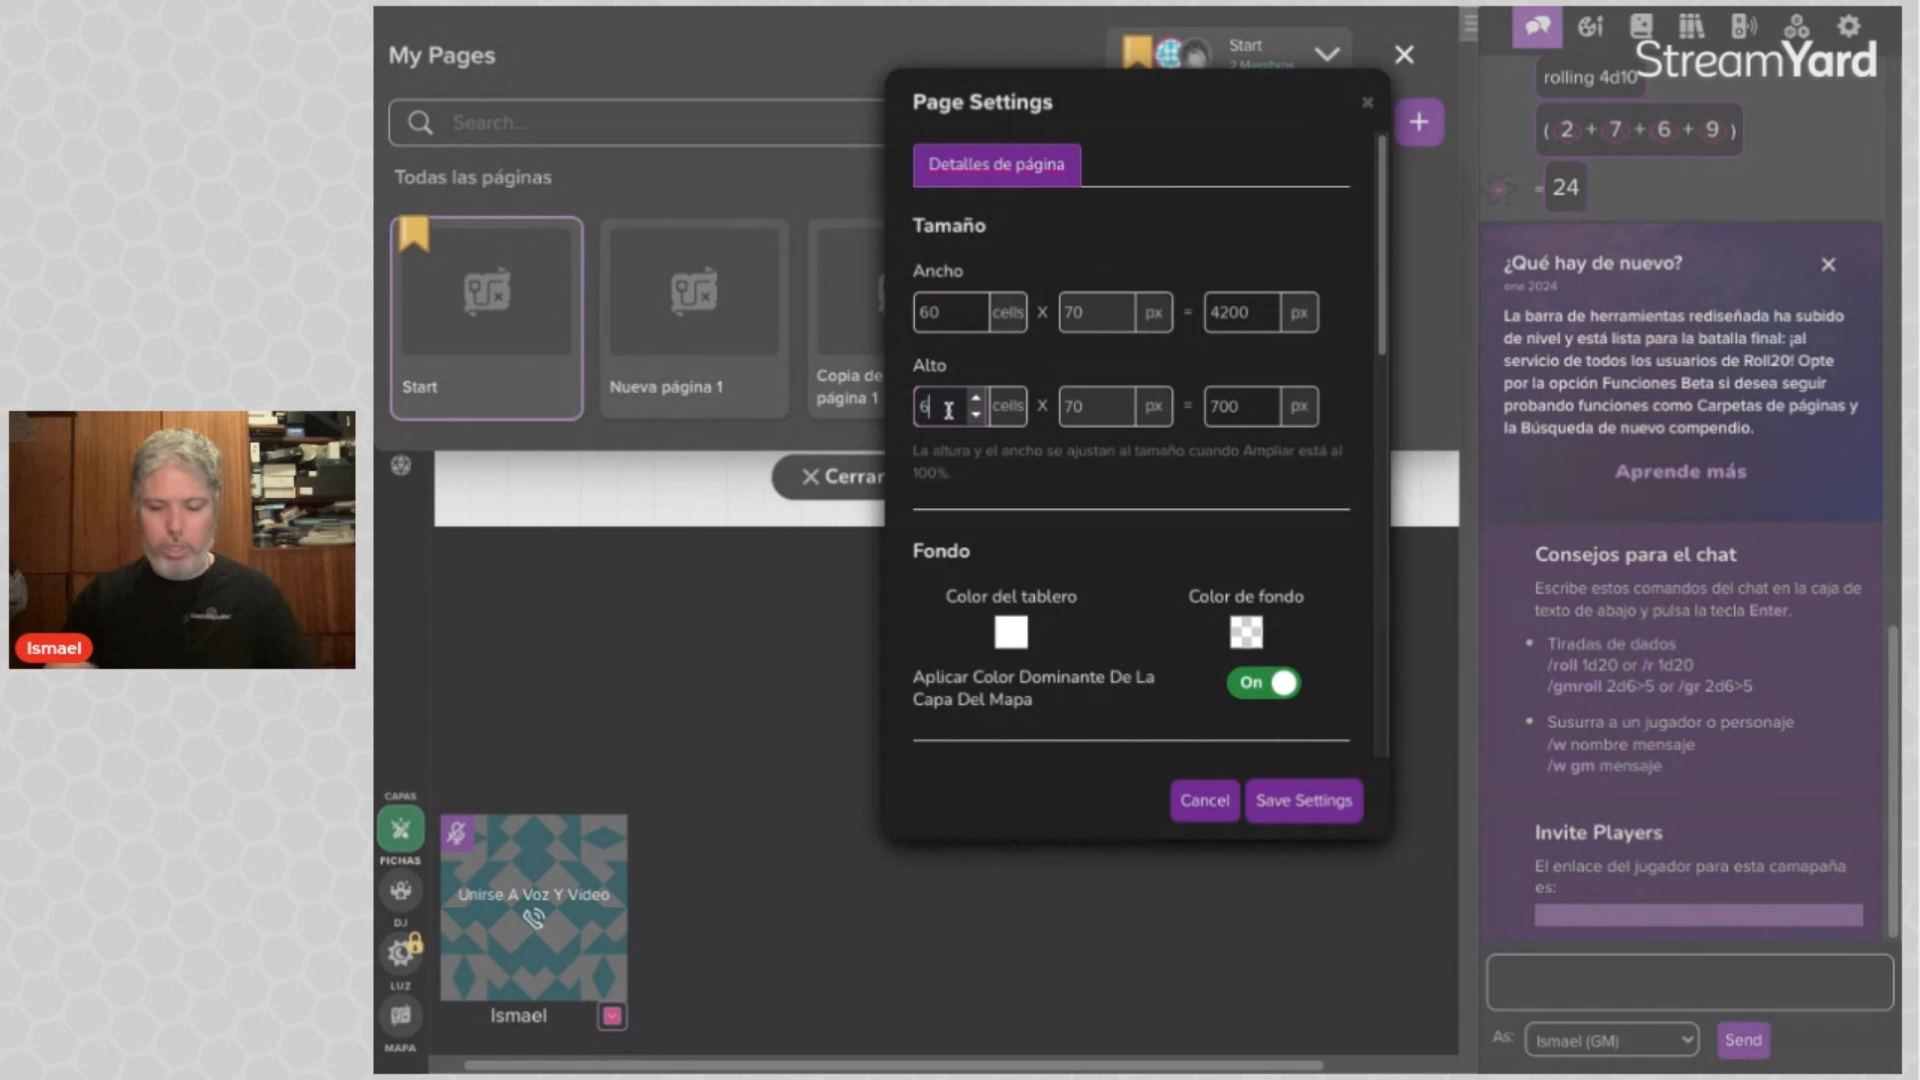 My Pages
Start
2 Miembros
Search...
Todas las páginas
Start
Nueva página 1
Copia de
página 1
Cerrar
Page Settings
Detalles de página
Tamaño
Ancho
60 cells X 70 px = 4200 px
Alto
6 cells X 70 px = 700 px
La altura y el ancho se ajustan al tamaño cuando Ampliar está al
100%.
Fondo
Color del tablero
Color de fondo
Aplicar Color Dominante De La
Capa Del Mapa
On
Cancel
Save Settings
StreamYard
rolling 4d10
( 2 + 7 + 6 + 9 )
= 24
¿Qué hay de nuevo?
ene 2024
La barra de herramientas rediseñada ha subido
de nivel y está lista para la batalla final: ¡al
servicio de todos los usuarios de Roll20! Opte
por la opción Funciones Beta si desea seguir
probando funciones como Carpetas de páginas y
la Búsqueda de nuevo compendio.
Aprende más
Consejos para el chat
Escribe estos comandos del chat en la caja de
texto de abajo y pulsa la tecla Enter.
Tiradas de dados
/roll 1d20 or /r 1d20
/gmroll 2d6>5 or /gr 2d6>5
Susurra a un jugador o personaje
/w nombre mensaje
/w gm mensaje
Invite Players
El enlace del jugador para esta camapaña
es:
As: Ismael (GM)
Send
Ismael
CAPAS
FICHAS
DJ
LUZ
MAPA
Unirse A Voz Y Vídeo
Ismael